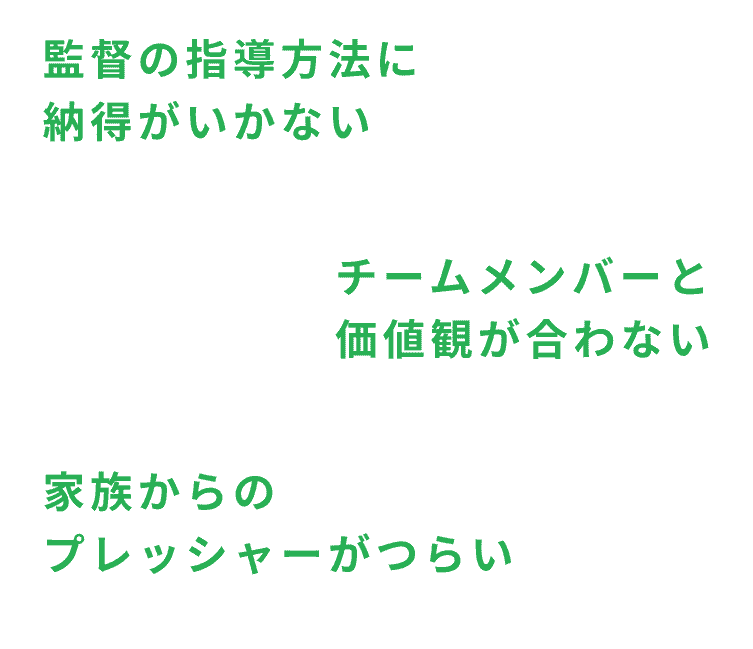 監督の指導方法に
納得がいかない
チームメンバーと
価値観が合わない
家族からの
プレッシャーがつらい